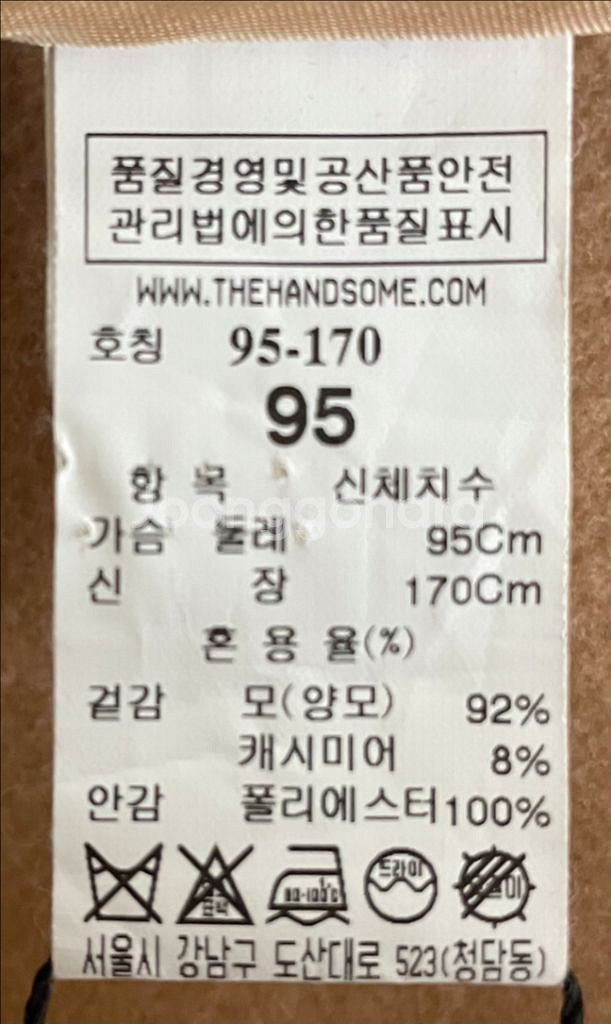 품질경영및공산품안전
관리법에의한품질표시
WWW.THEHANDSOME.COM
호칭 95-170
95
항 목 신체치수
가슴 둘레 95Cm
신 장 170Cm
혼 용 율(%)
겉감 모(양모) 92%
캐시미어 8%
안감 폴리에스터100%
드라이
서울시 강남구 도산대로 523(청담동)